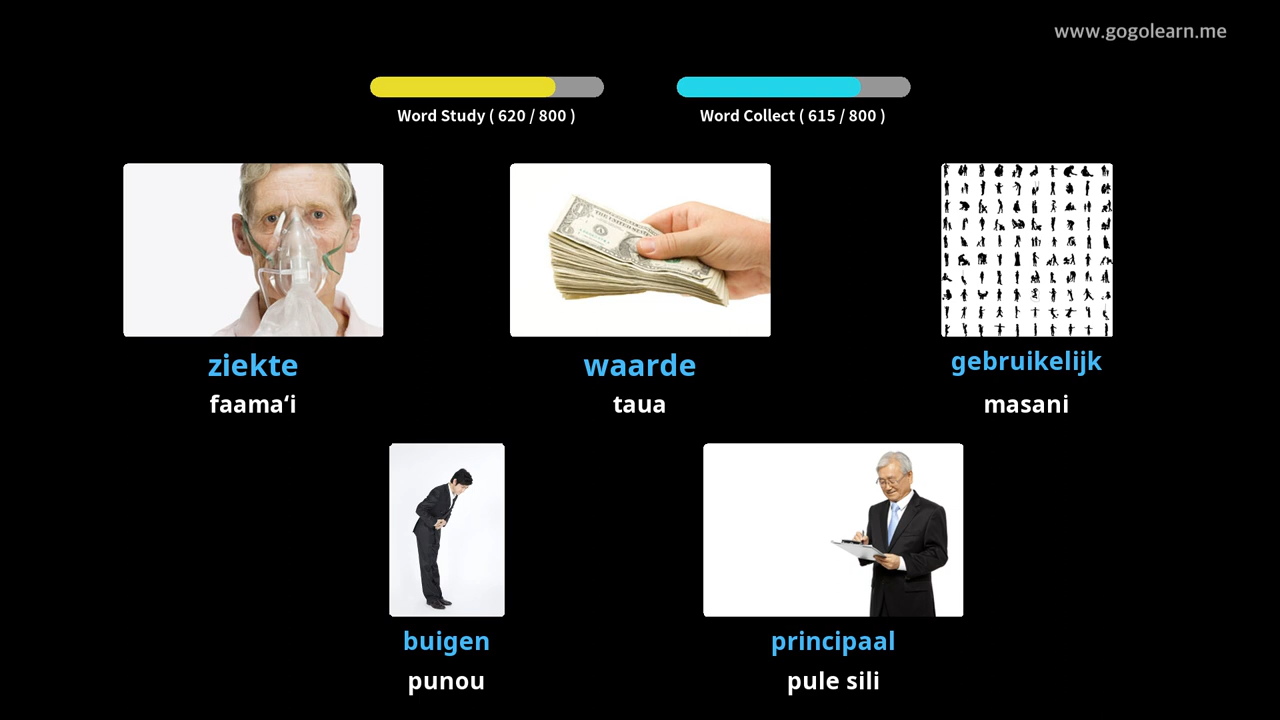 www.gogolearn.me
Word Study ( 620 / 800 )
Word Collect ( 615 / 800 )
ziekte
faama‘i
waarde
taua
gebruikelijk
masani
buigen
punou
principaal
pule sili